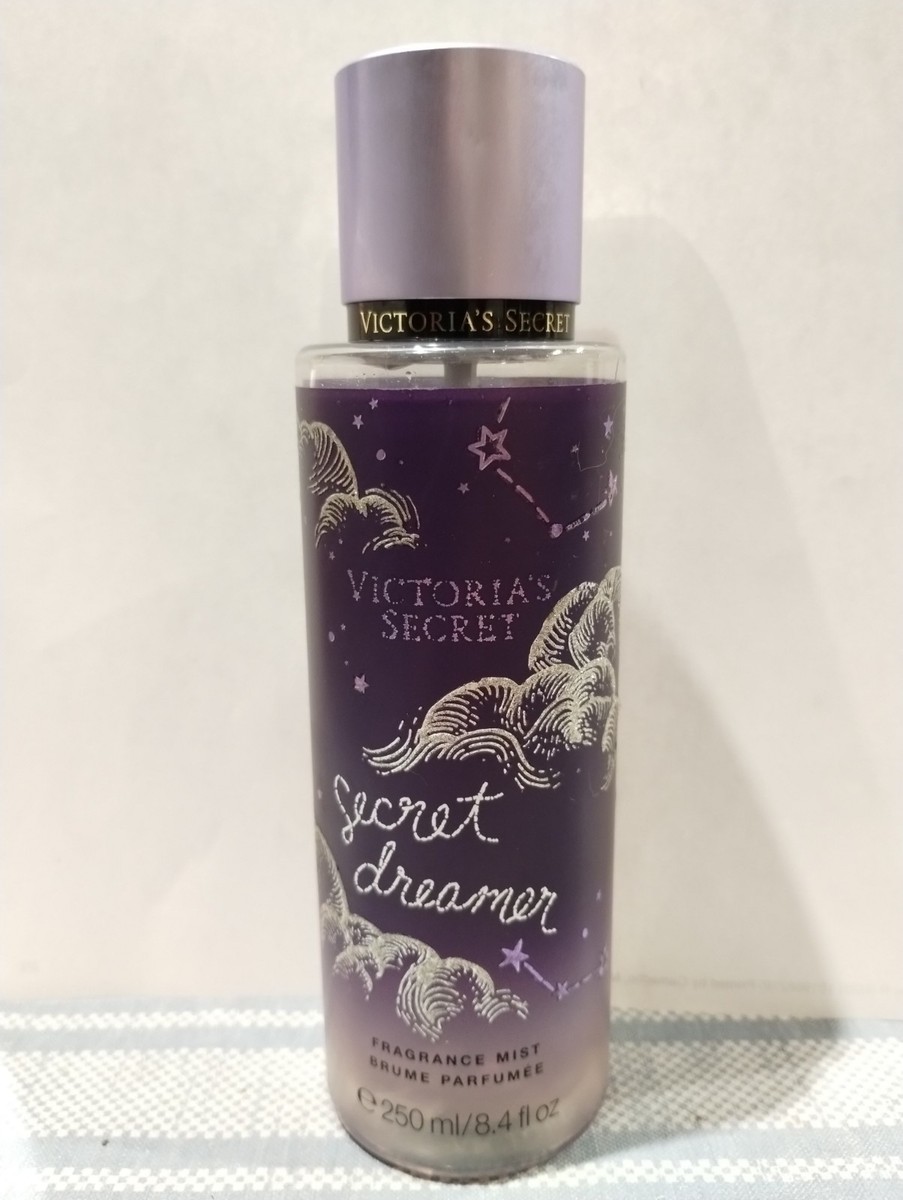 VICTORIA'S SECRET
VICTORIA'S
SECRET
secret
dreamer
FRAGRANCE MIST
BRUME PARFUMÉE
℮ 250 ml/8.4 fl oz